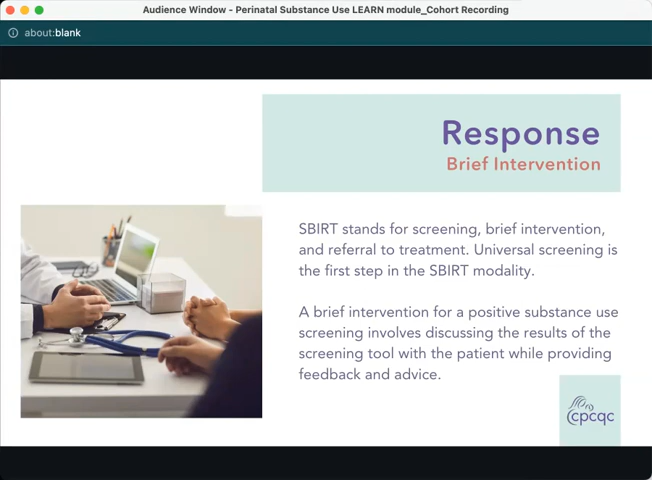 Audience Window - Perinatal Substance Use LEARN module_Cohort Recording
about:blank
Response
Brief Intervention
SBIRT stands for screening, brief intervention,
and referral to treatment. Universal screening is
the first step in the SBIRT modality.
A brief intervention for a positive substance use
screening involves discussing the results of the
screening tool with the patient while providing
feedback and advice.
cpcqc